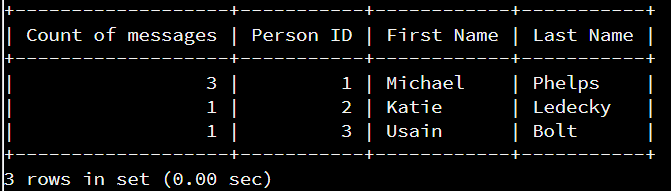 +-------------------+-----------+------------+-----------+
| Count of messages | Person ID | First Name | Last Name |
+-------------------+-----------+------------+-----------+
|                 3 |         1 | Michael    | Phelps    |
|                 1 |         2 | Katie      | Ledecky   |
|                 1 |         3 | Usain      | Bolt      |
+-------------------+-----------+------------+-----------+
3 rows in set (0.00 sec)